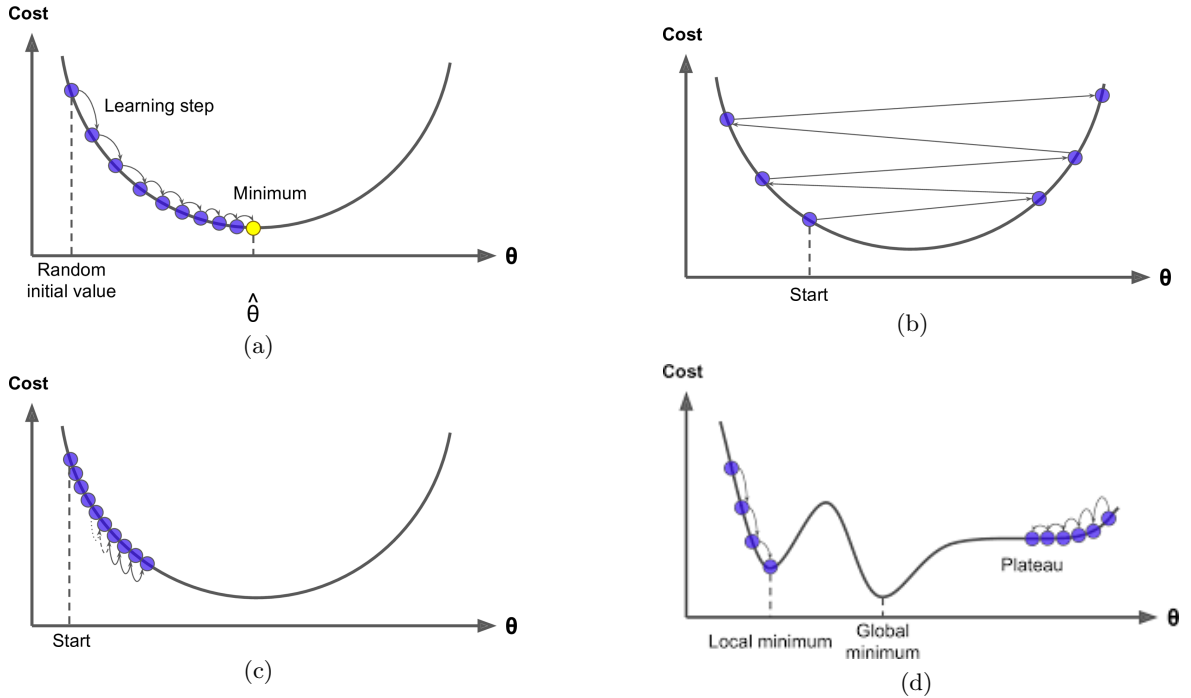 Cost
Learning step
Minimum
θ
Random
initial value
θ̂
(a)
Cost
θ
Start
(b)
Cost
θ
Start
(c)
Cost
Plateau
θ
Local minimum
Global
minimum
(d)